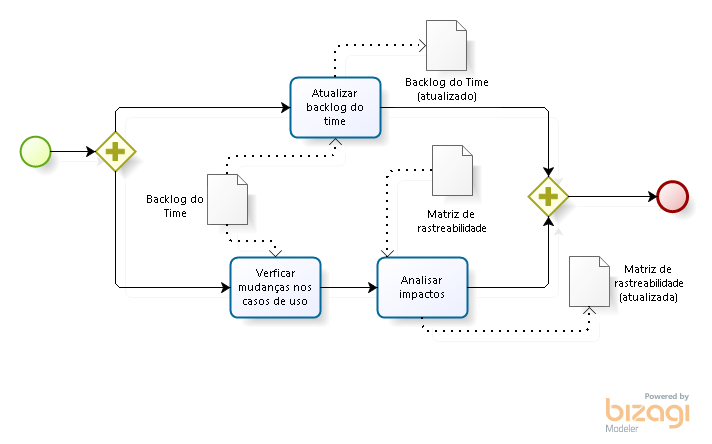 Backlog do Time
(atualizado)
Atualizar
backlog do
time
Backlog do
Time
Matriz de
rastreabilidade
Verficar
mudanças nos
casos de uso
Analisar
impactos
Matriz de
rastreabilidade
(atualizada)
Powered by
bizagi
Modeler